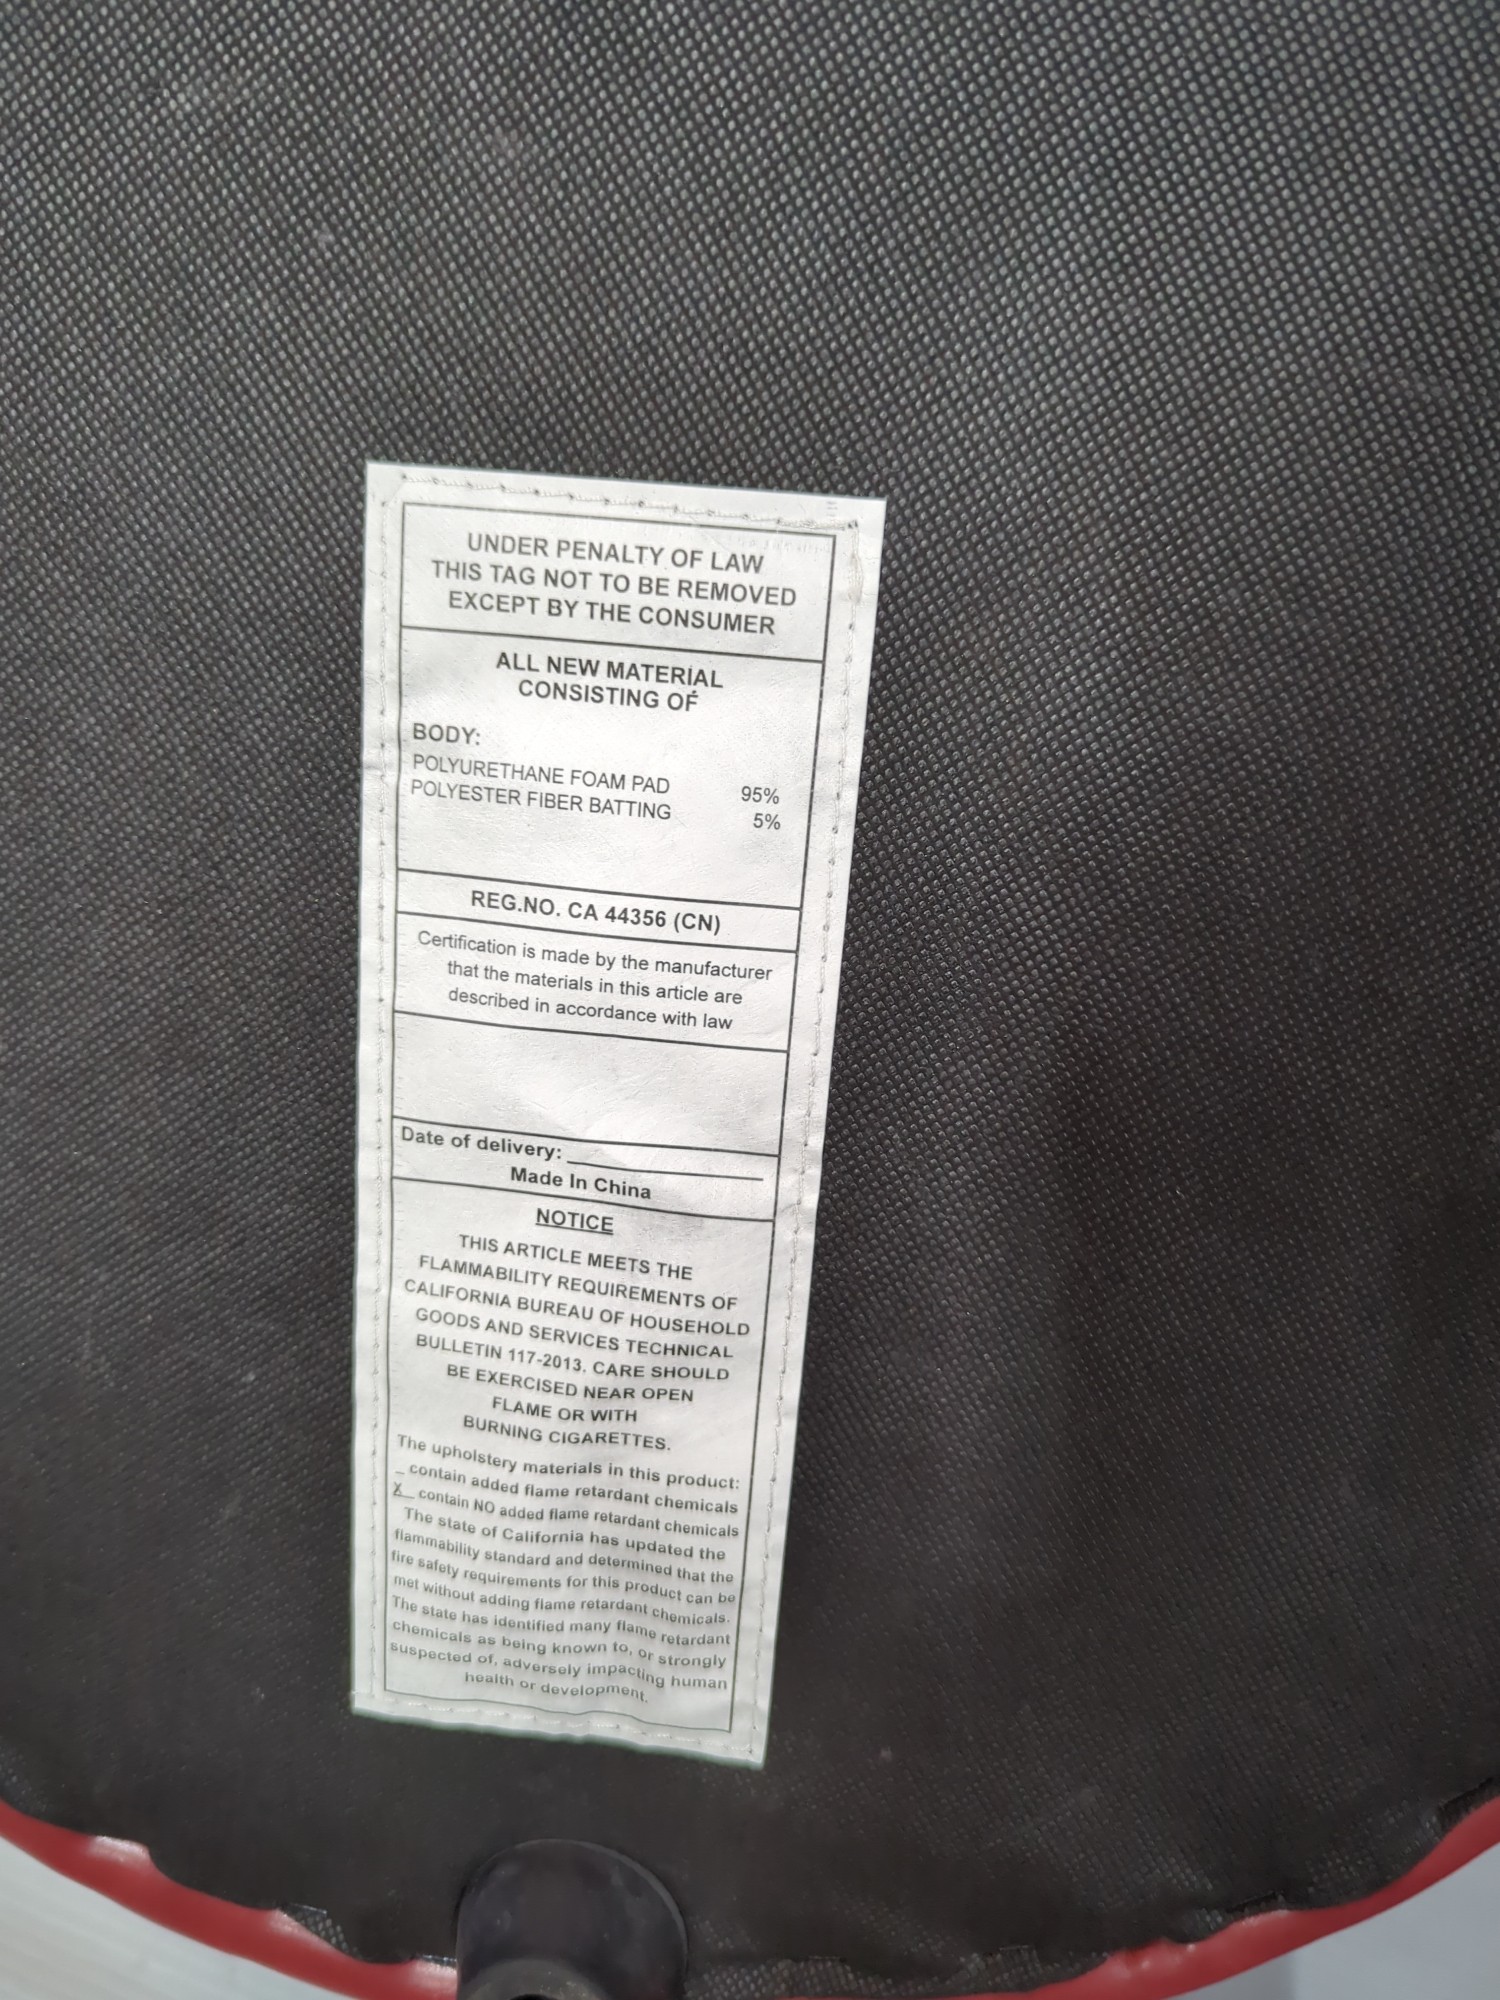 UNDER PENALTY OF LAW
THIS TAG NOT TO BE REMOVED
EXCEPT BY THE CONSUMER
ALL NEW MATERIAL
CONSISTING OF
BODY:
POLYURETHANE FOAM PAD 95%
POLYESTER FIBER BATTING 5%
REG.NO. CA 44356 (CN)
Certification is made by the manufacturer
that the materials in this article are
described in accordance with law
Date of delivery: ____________
Made In China
NOTICE
THIS ARTICLE MEETS THE
FLAMMABILITY REQUIREMENTS OF
CALIFORNIA BUREAU OF HOUSEHOLD
GOODS AND SERVICES TECHNICAL
BULLETIN 117-2013. CARE SHOULD
BE EXERCISED NEAR OPEN
FLAME OR WITH
BURNING CIGARETTES.
The upholstery materials in this product:
_ contain added flame retardant chemicals
X_ contain NO added flame retardant chemicals
The state of California has updated the
flammability standard and determined that the
fire safety requirements for this product can be
met without adding flame retardant chemicals.
The state has identified many flame retardant
chemicals as being known to, or strongly
suspected of, adversely impacting human
health or development.